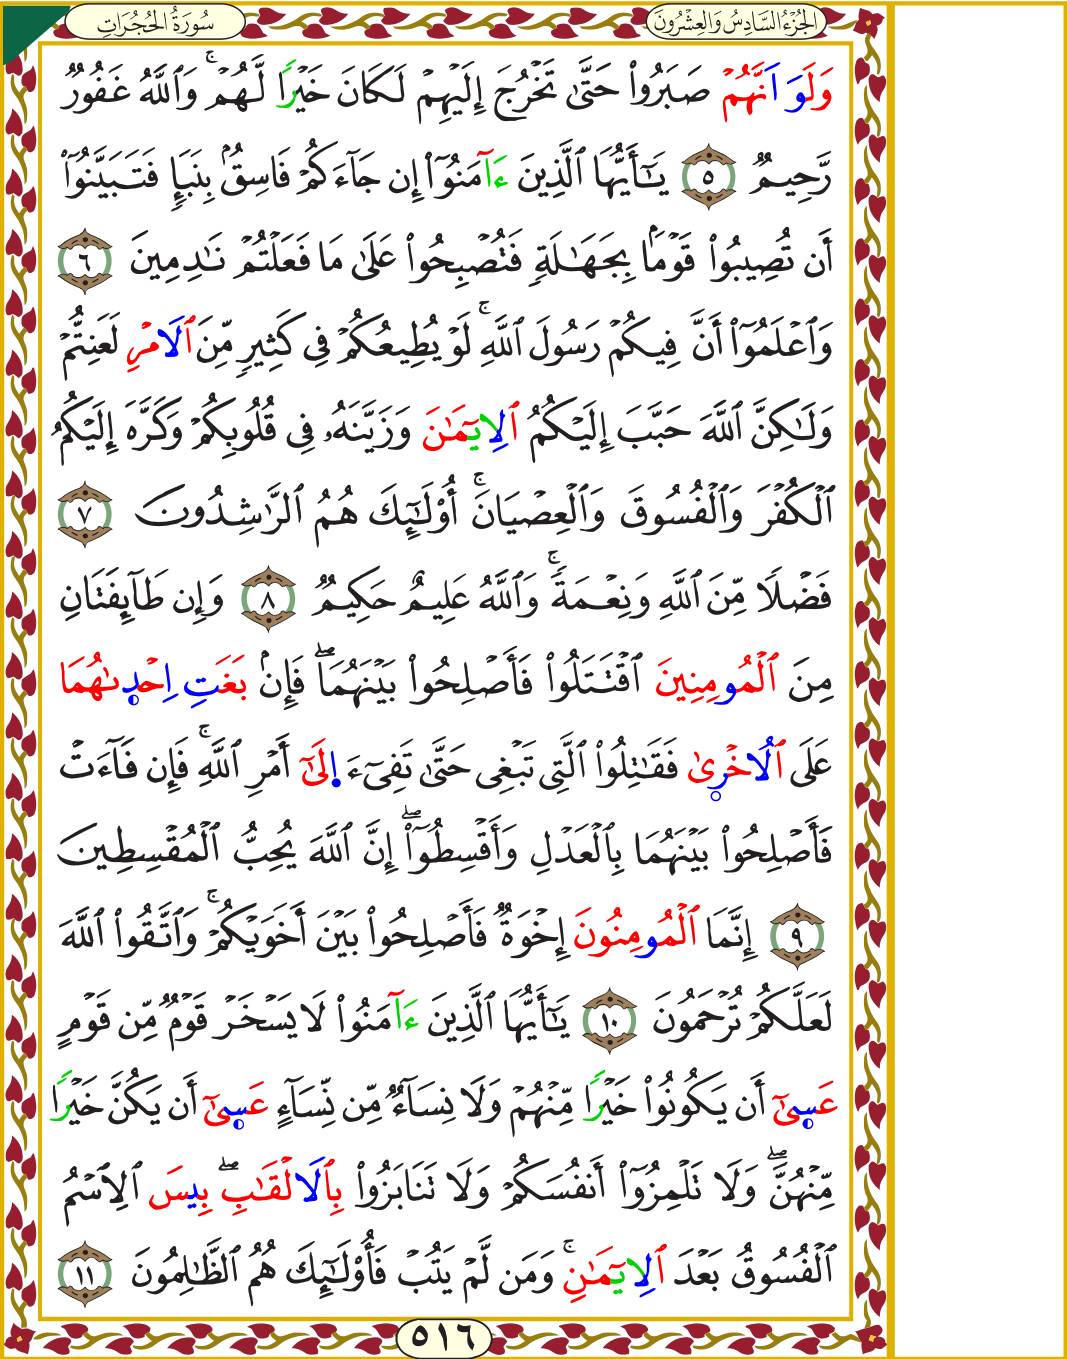 الجُزْءُ السَّادِسُ وَالعِشْرُونَ
سُورَةُ الحُجُرَاتِ
وَلَوَ اَنَّهُمْ صَبَرُوا۟ حَتَّىٰ تَخْرُجَ إِلَيْهِمْ لَكَانَ خَيْرًا لَّهُمْ ۚ وَٱللَّهُ غَفُورٌ
رَّحِيمٌ ٥ يَـٰٓأَيُّهَا ٱلَّذِينَ ءَآمَنُوٓا۟ إِن جَآءَكُمْ فَاسِقٌۢ بِنَبَإٍ فَتَبَيَّنُوٓا۟
أَن تُصِيبُوا۟ قَوْمًۢا بِجَهَـٰلَةٍ فَتُصْبِحُوا۟ عَلَىٰ مَا فَعَلْتُمْ نَـٰدِمِينَ ٦
وَٱعْلَمُوٓا۟ أَنَّ فِيكُمْ رَسُولَ ٱللَّهِ ۚ لَوْ يُطِيعُكُمْ فِى كَثِيرٍ مِّنَ ٱلَامْرِ لَعَنِتُّمْ
وَلَـٰكِنَّ ٱللَّهَ حَبَّبَ إِلَيْكُمُ ٱلِايمَـٰنَ وَزَيَّنَهُۥ فِى قُلُوبِكُمْ وَكَرَّهَ إِلَيْكُمُ
ٱلْكُفْرَ وَٱلْفُسُوقَ وَٱلْعِصْيَانَ ۚ أُو۟لَـٰٓئِكَ هُمُ ٱلرَّٰشِدُونَ ٧
فَضْلًا مِّنَ ٱللَّهِ وَنِعْمَةً ۚ وَٱللَّهُ عَلِيمٌ حَكِيمٌ ٨ وَإِن طَآئِفَتَانِ
مِنَ ٱلْمُومِنِينَ ٱقْتَتَلُوا۟ فَأَصْلِحُوا۟ بَيْنَهُمَا ۖ فَإِنۢ بَغَتِ اِحْدٜىٰهُمَا
عَلَى ٱلُاخْرٜىٰ فَقَـٰتِلُوا۟ ٱلَّتِى تَبْغِى حَتَّىٰ تَفِىٓءَ اِلَىٰٓ أَمْرِ ٱللَّهِ ۚ فَإِن فَآءَتْ
فَأَصْلِحُوا۟ بَيْنَهُمَا بِٱلْعَدْلِ وَأَقْسِطُوٓا۟ ۖ إِنَّ ٱللَّهَ يُحِبُّ ٱلْمُقْسِطِينَ
٩ إِنَّمَا ٱلْمُومِنُونَ إِخْوَةٌ فَأَصْلِحُوا۟ بَيْنَ أَخَوَيْكُمْ ۚ وَٱتَّقُوا۟ ٱللَّهَ
لَعَلَّكُمْ تُرْحَمُونَ ١٠ يَـٰٓأَيُّهَا ٱلَّذِينَ ءَآمَنُوا۟ لَا يَسْخَرْ قَوْمٌ مِّن قَوْمٍ
عَسٜىٰٓ أَن يَكُونُوا۟ خَيْرًا مِّنْهُمْ وَلَا نِسَآءٌ مِّن نِّسَآءٍ عَسٜىٰٓ أَن يَكُنَّ خَيْرًا
مِّنْهُنَّ ۖ وَلَا تَلْمِزُوٓا۟ أَنفُسَكُمْ وَلَا تَنَابَزُوا۟ بِٱلَالْقَـٰبِ ۖ بِيسَ ٱلِاسْمُ
ٱلْفُسُوقُ بَعْدَ ٱلِايمَـٰنِ ۚ وَمَن لَّمْ يَتُبْ فَأُو۟لَـٰٓئِكَ هُمُ ٱلظَّـٰلِمُونَ ١١
٥١٦